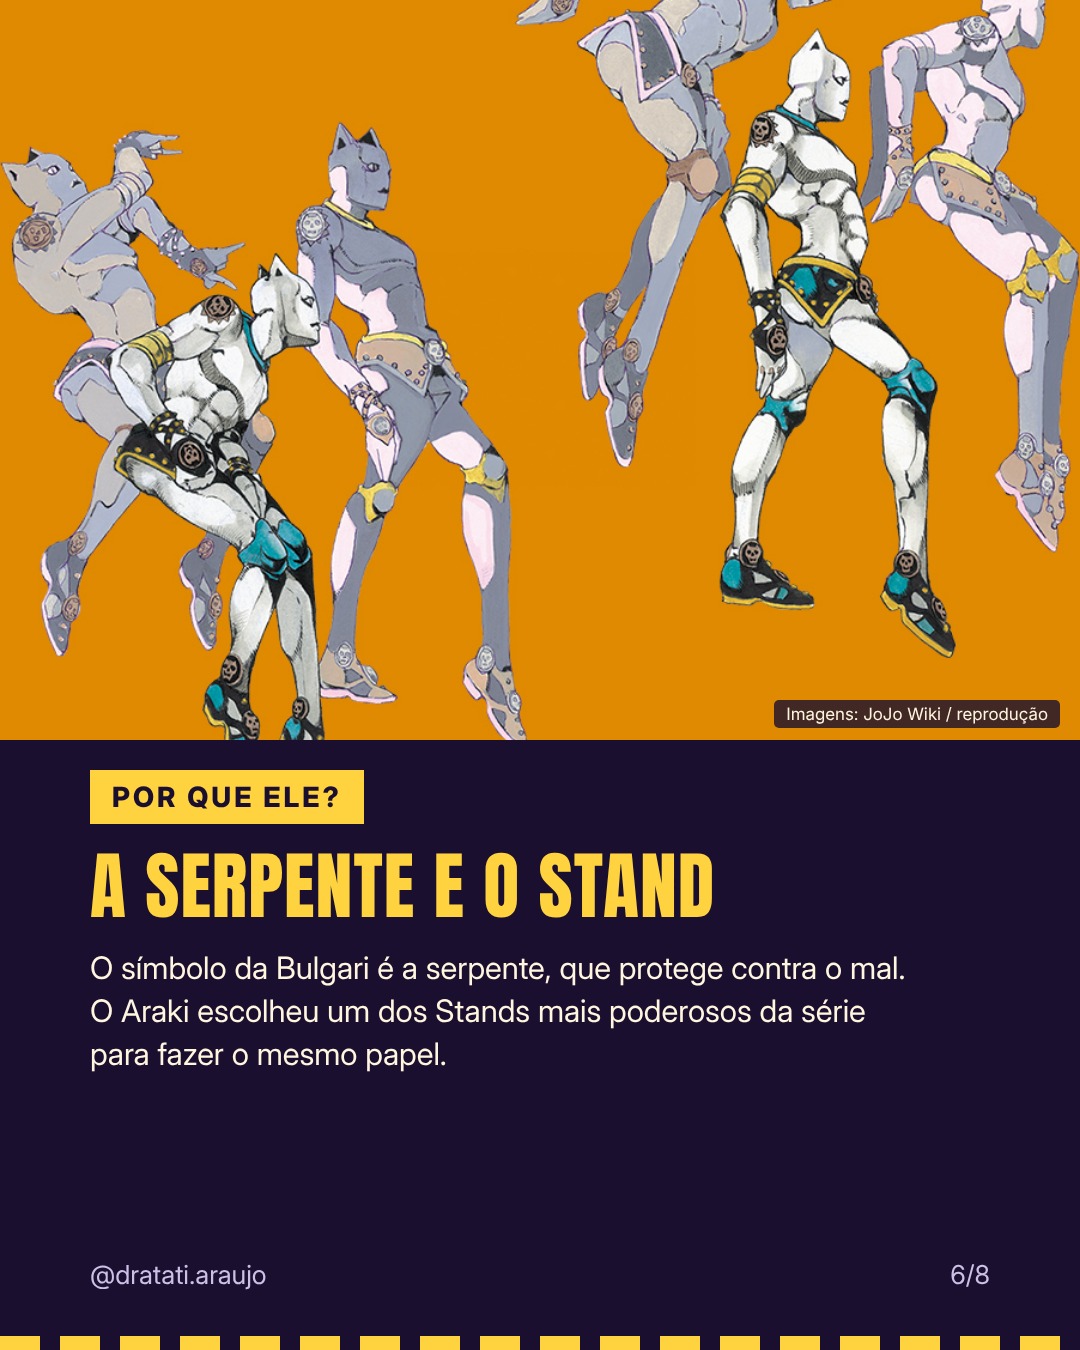 Imagens: JoJo Wiki / reprodução
POR QUE ELE?
A SERPENTE E O STAND
O símbolo da Bulgari é a serpente, que protege contra o mal.
O Araki escolheu um dos Stands mais poderosos da série
para fazer o mesmo papel.
@dratati.araujo
6/8